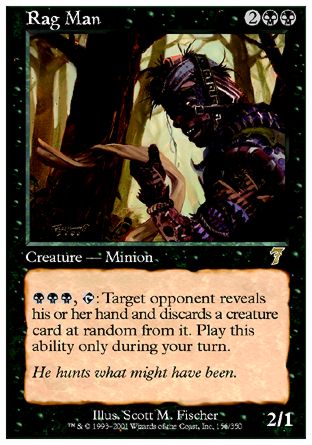 Rag Man 2
Creature — Minion
: Target opponent reveals
his or her hand and discards a creature
card at random from it. Play this
ability only during your turn.
He hunts what might have been.
Illus. Scott M. Fischer
2/1
™ & © 1993-2001 Wizards of the Coast, Inc. 156/350